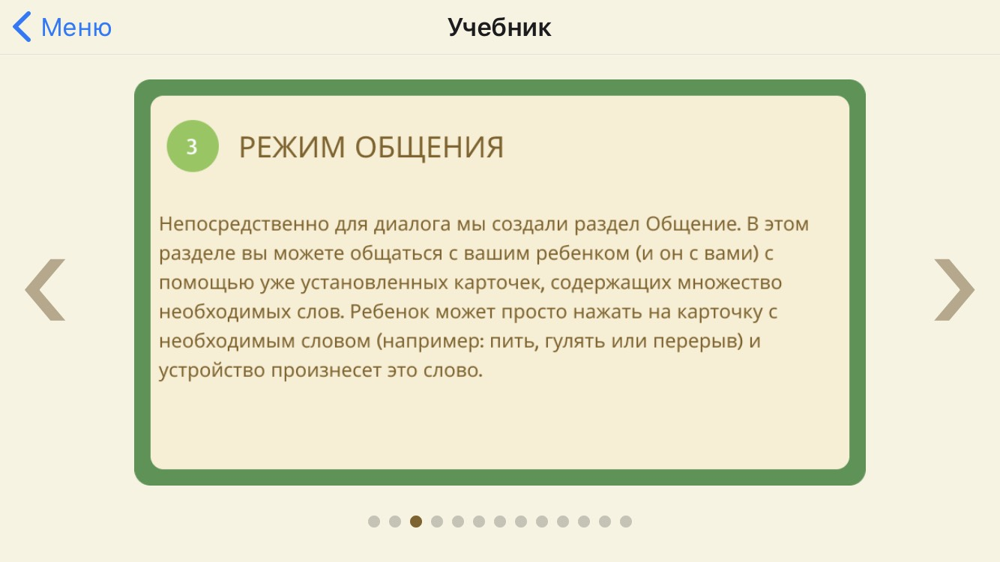 Меню
Учебник
3
РЕЖИМ ОБЩЕНИЯ
Непосредственно для диалога мы создали раздел Общение. В этом
разделе вы можете общаться с вашим ребенком (и он с вами) с
помощью уже установленных карточек, содержащих множество
необходимых слов. Ребенок может просто нажать на карточку с
необходимым словом (например: пить, гулять или перерыв) и
устройство произнесет это слово.